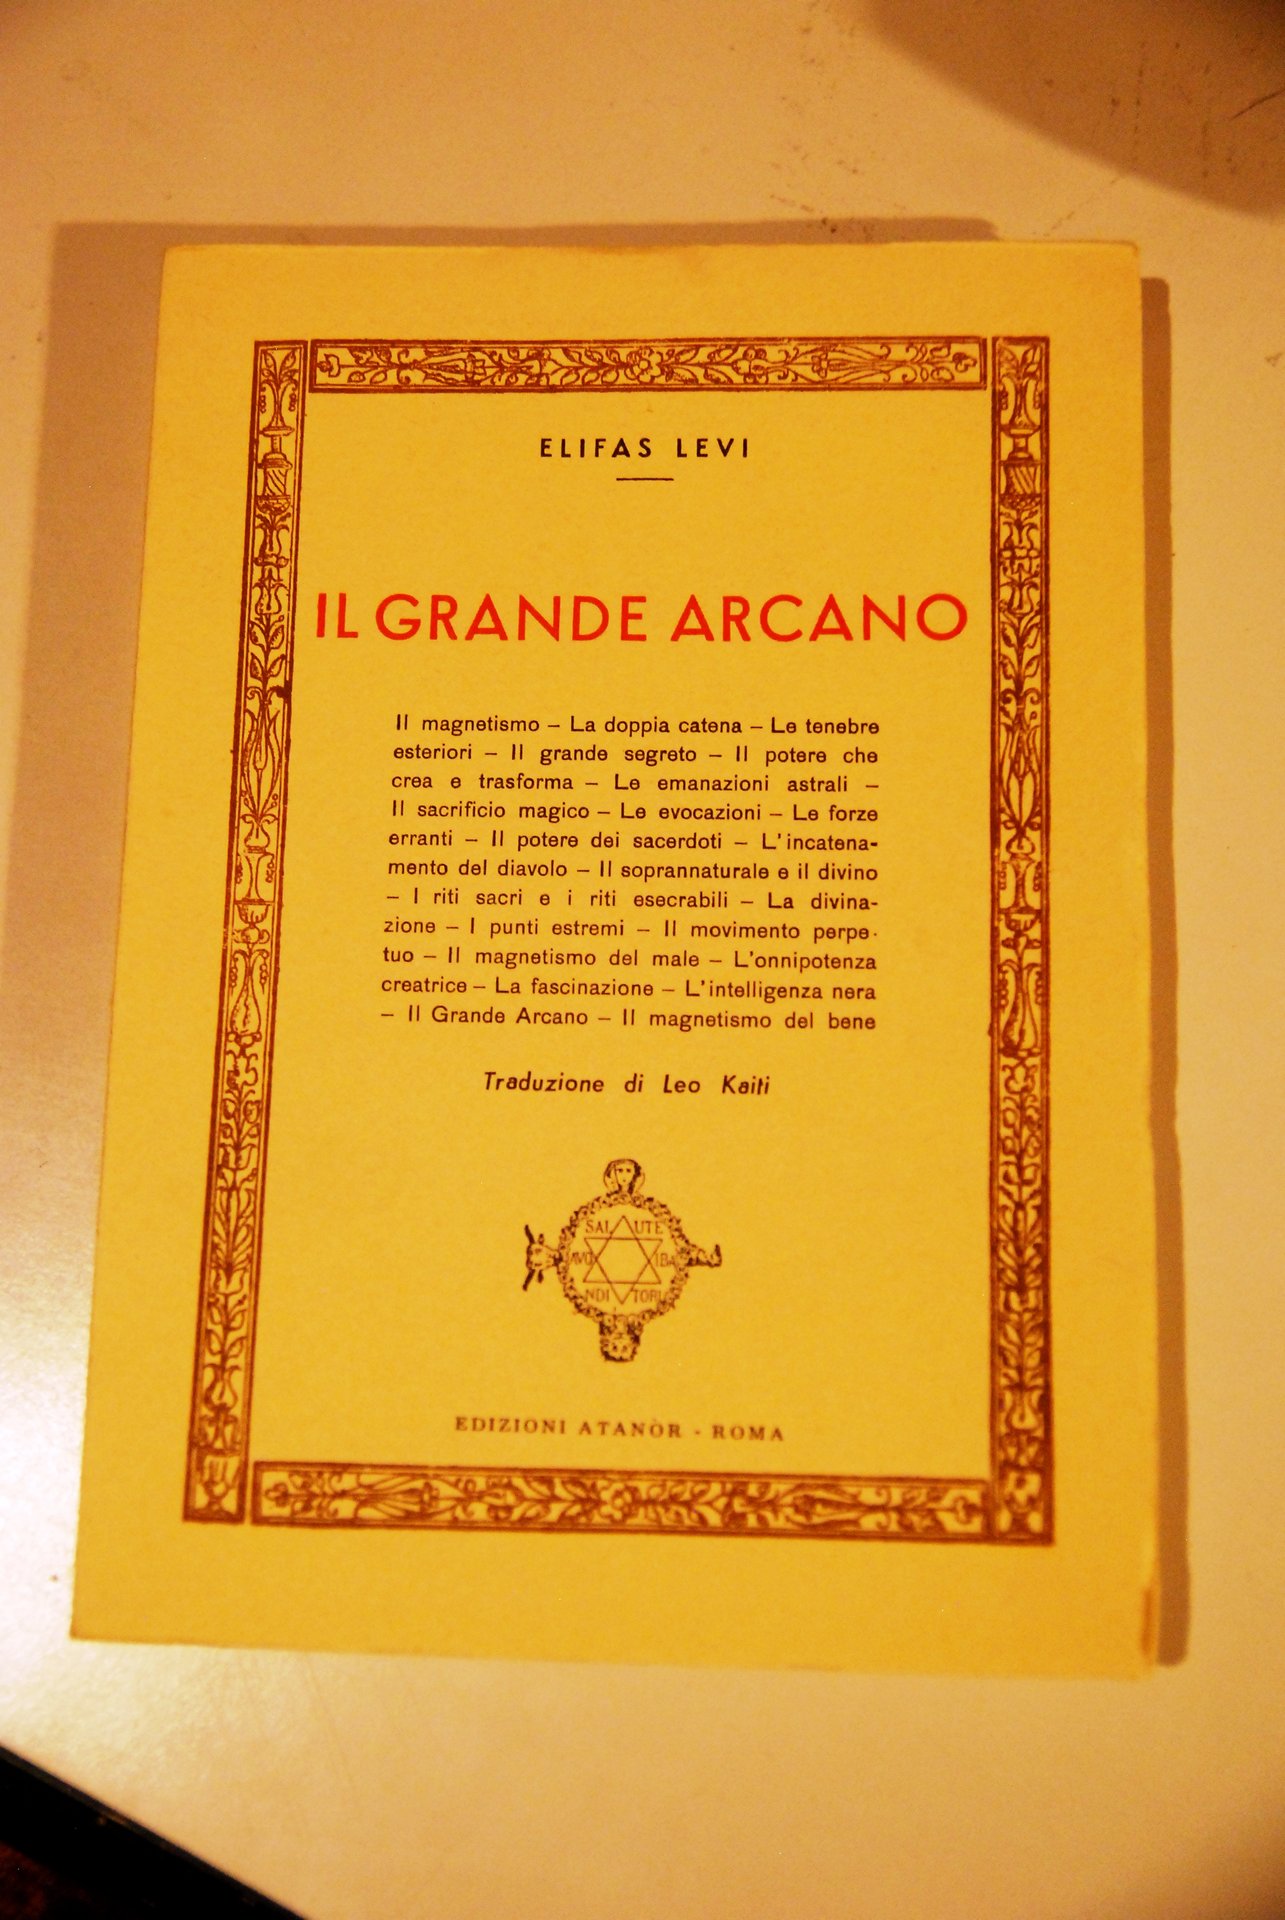 ELIFAS LEVI
IL GRANDE ARCANO
Il magnetismo – La doppia catena – Le tenebre
esteriori – Il grande segreto – Il potere che
crea e trasforma – Le emanazioni astrali –
Il sacrificio magico – Le evocazioni – Le forze
erranti – Il potere dei sacerdoti – L'incatena-
mento del diavolo – Il soprannaturale e il divino
– I riti sacri e i riti esecrabili – La divina-
zione – I punti estremi – Il movimento perpe-
tuo – Il magnetismo del male – L'onnipotenza
creatrice – La fascinazione – L'intelligenza nera
– Il Grande Arcano – Il magnetismo del bene
Traduzione di Leo Kaiti
SAL UTE
NDI TORI
EDIZIONI ATANÒR - ROMA